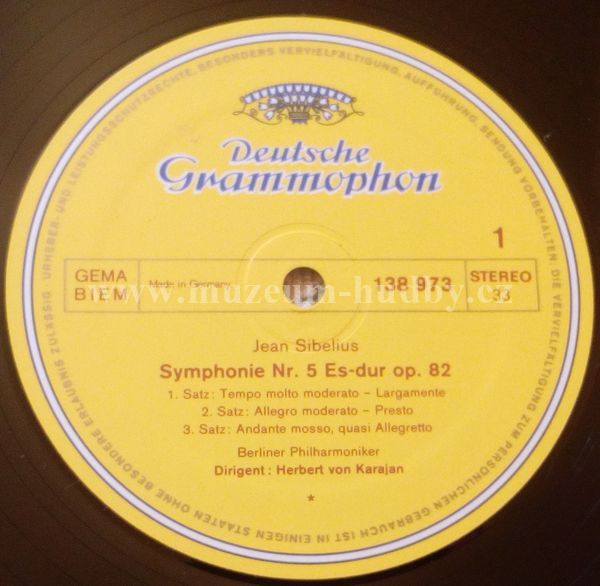 URHEBER- UND LEISTUNGSSCHUTZRECHTE, BESONDERS VERVIELFÄLTIGUNG, AUFFÜHRUNG, SENDUNG VORBEHALTEN! DIE VERVIELFÄLTIGUNG ZUM PERSÖNLICHEN GEBRAUCH IST IN EINIGEN STAATEN OHNE BESONDERE ERLAUBNIS ZULÄSSIG
Deutsche
Grammophon
1
GEMA
BIEM
Made in Germany
138 973
STEREO
33
www.muzeum-hudby.cz
Jean Sibelius
Symphonie Nr. 5 Es-dur op. 82
1. Satz: Tempo molto moderato – Largamente
2. Satz: Allegro moderato – Presto
3. Satz: Andante mosso, quasi Allegretto
Berliner Philharmoniker
Dirigent: Herbert von Karajan
*